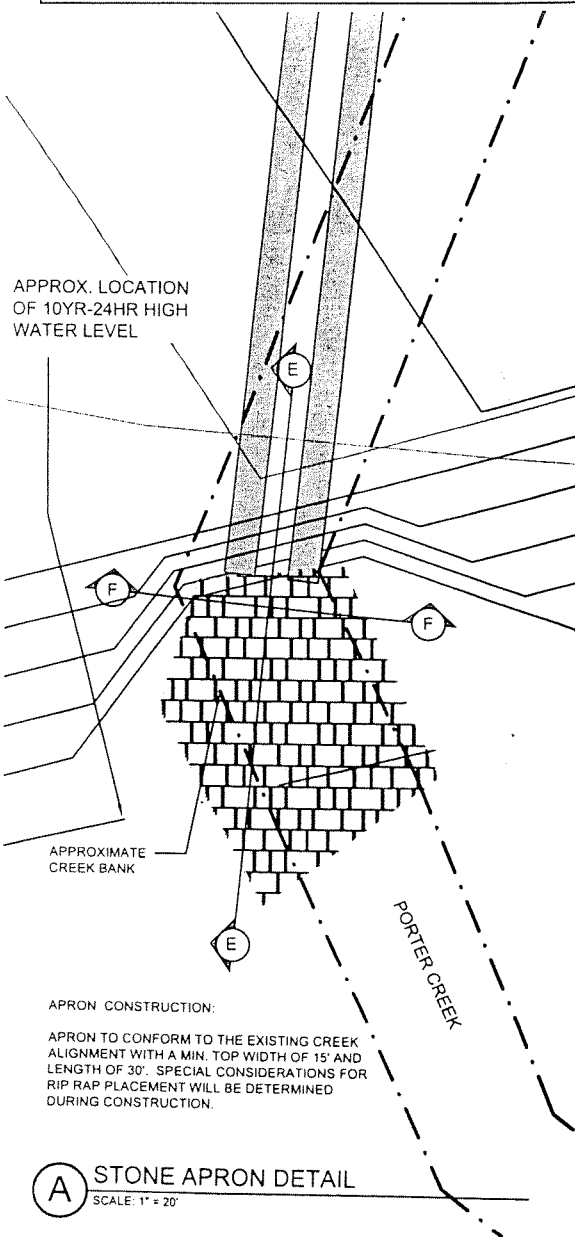 APPROX. LOCATION
OF 10YR-24HR HIGH
WATER LEVEL
E
F
F
APPROXIMATE
CREEK BANK
E
PORTER CREEK
APRON CONSTRUCTION:
APRON TO CONFORM TO THE EXISTING CREEK
ALIGNMENT WITH A MIN. TOP WIDTH OF 15' AND
LENGTH OF 30'. SPECIAL CONSIDERATIONS FOR
RIP RAP PLACEMENT WILL BE DETERMINED
DURING CONSTRUCTION.
A STONE APRON DETAIL
SCALE: 1" = 20'